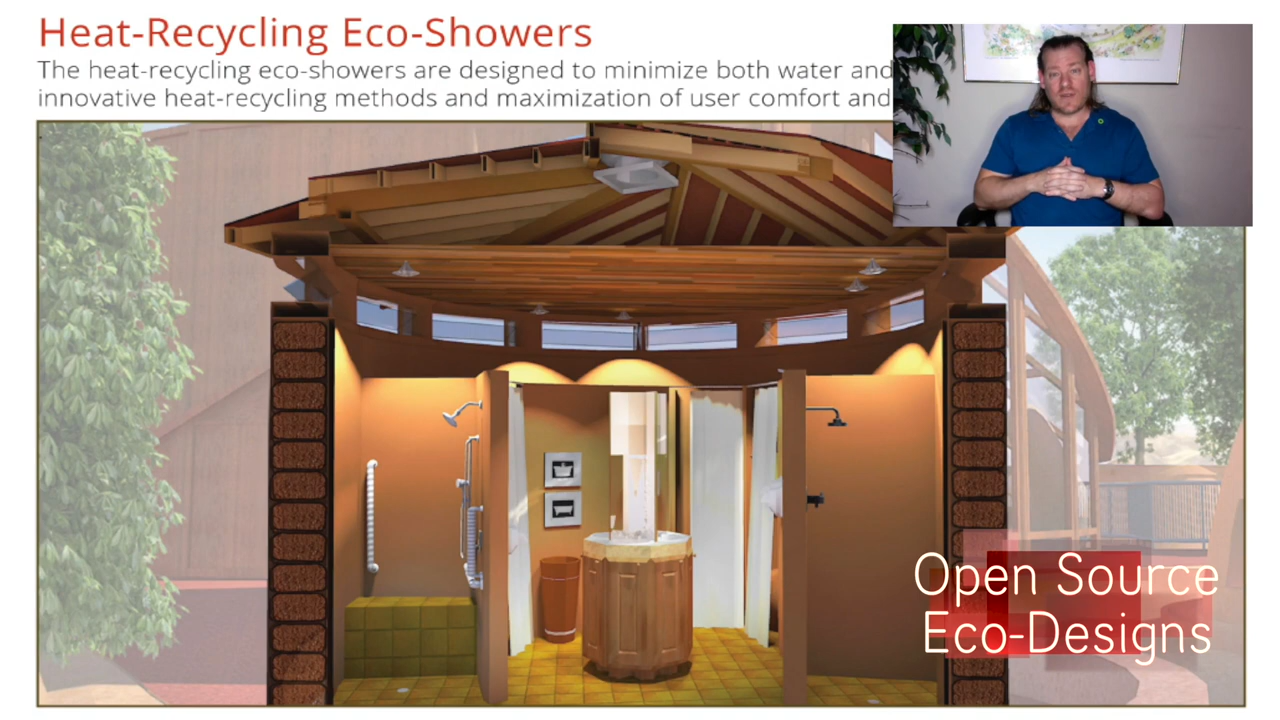 Heat-Recycling Eco-Showers
The heat-recycling eco-showers are designed to minimize both water and
innovative heat-recycling methods and maximization of user comfort and
Open Source
Eco-Designs